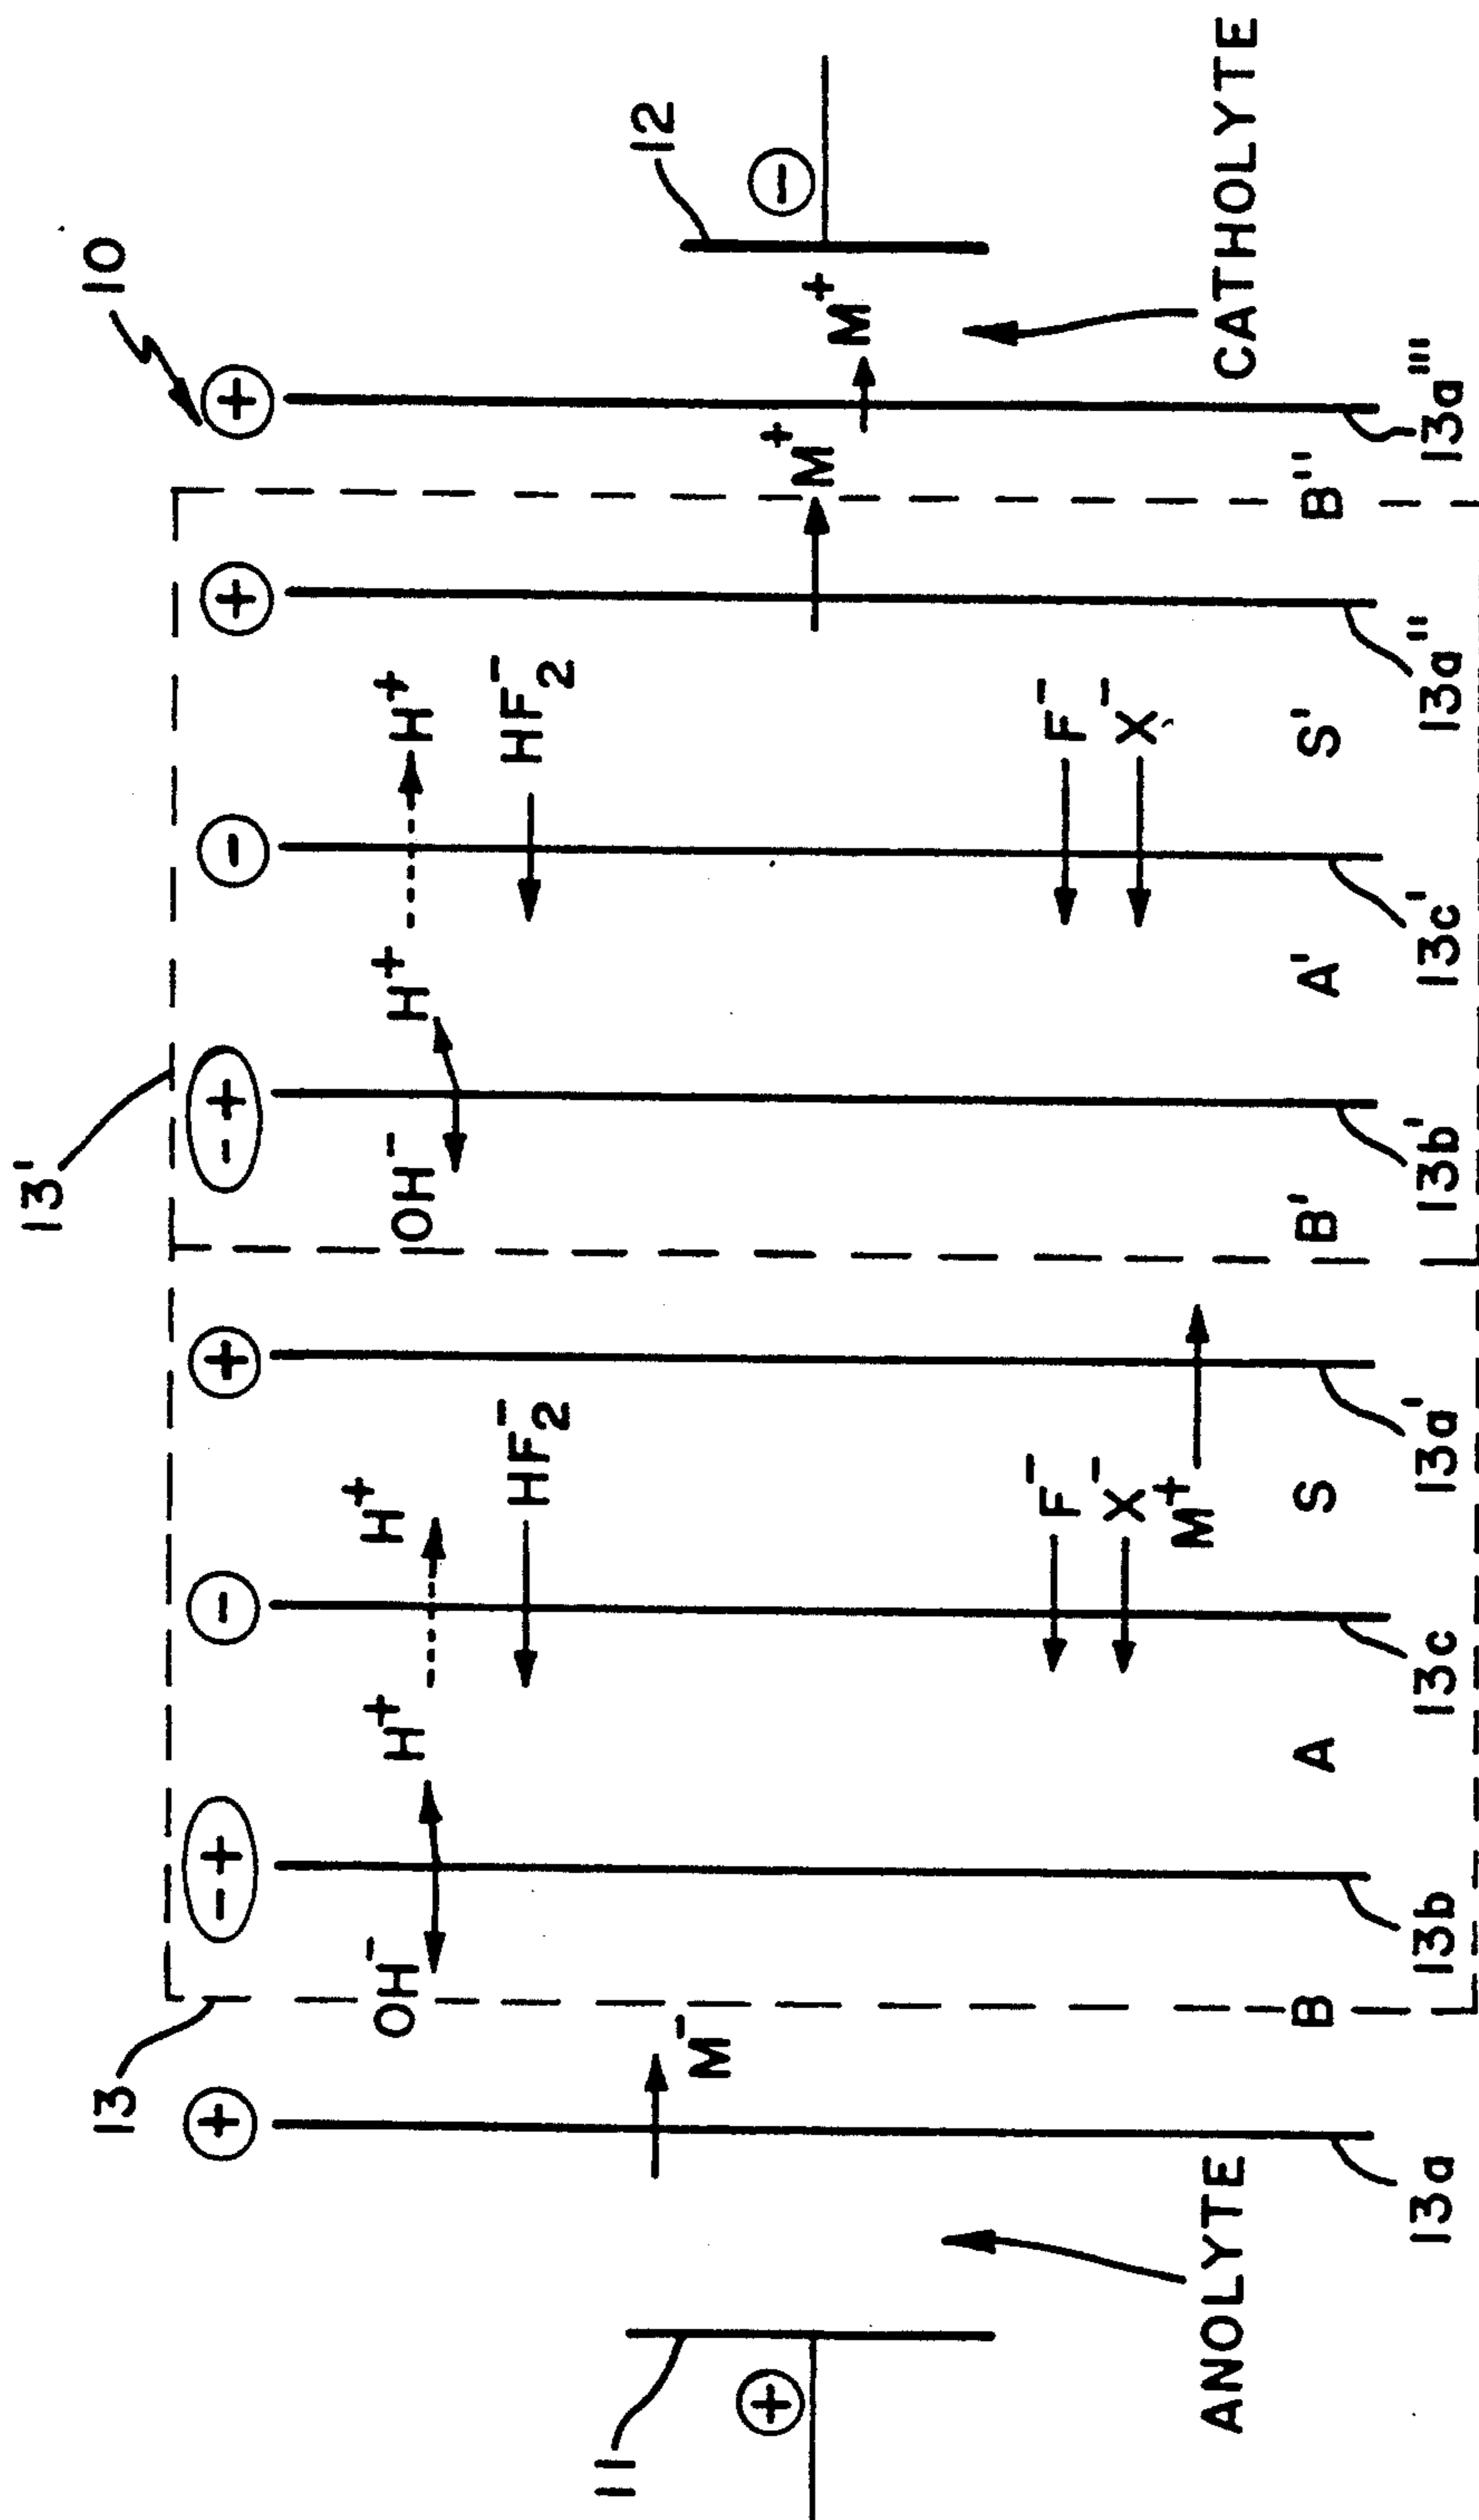 10
13'
13
12
11
+
- +
-
+
- +
-
+
+
OH⁻
H⁺
H⁺
OH⁻
H⁺
H⁺
HF₂⁻
HF₂⁻
M⁻
M⁺
M⁺
+
-
F⁻
X⁻
M⁺
F⁻
X⁻
B
A
S
B'
A'
S'
B"
ANOLYTE
CATHOLYTE
13a
13b
13c
13a'
13b'
13c'
13a"
13a'''